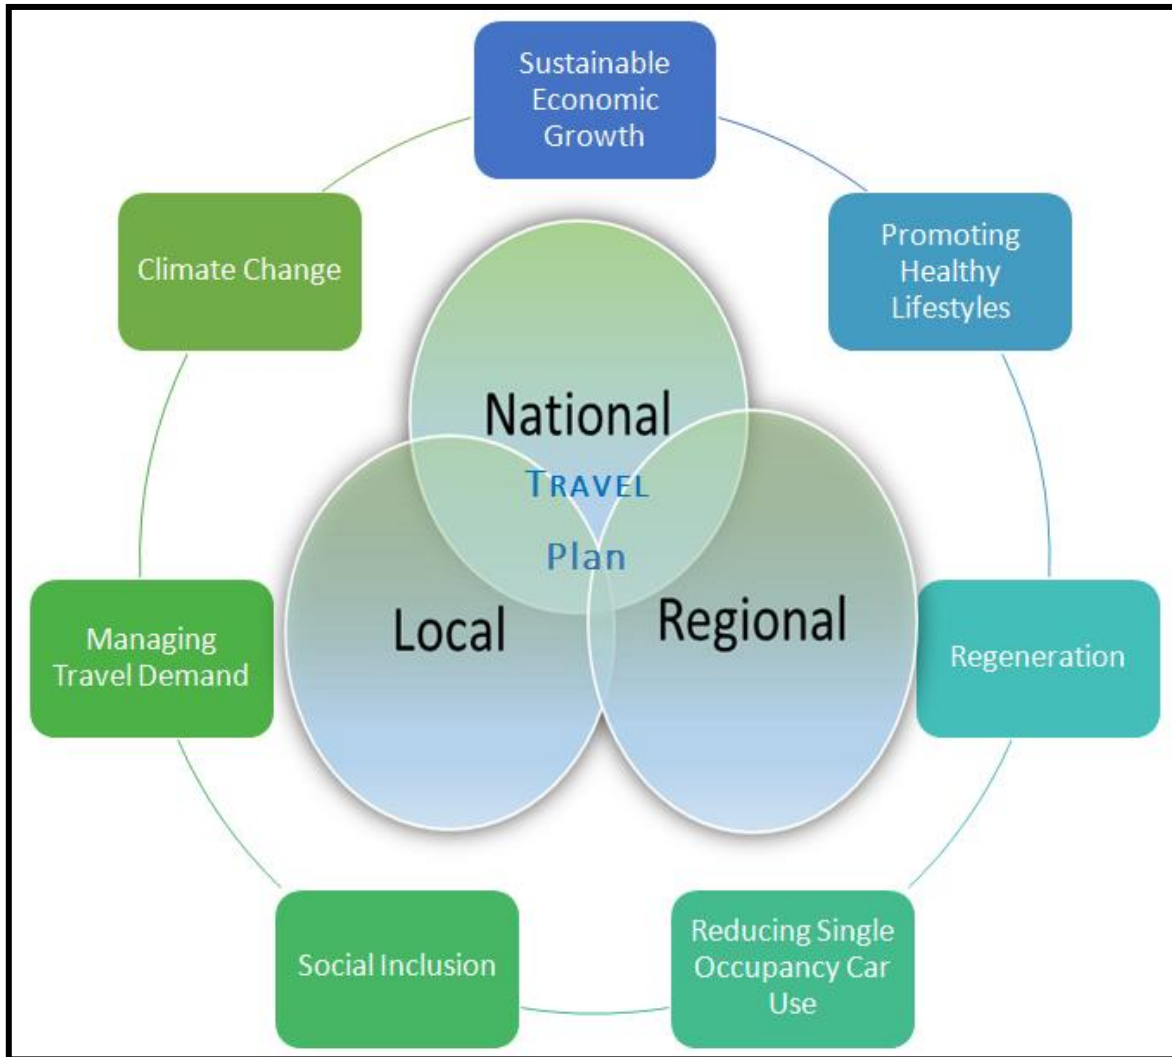 Sustainable
Economic
Growth
Promoting
Healthy
Lifestyles
Climate Change
National
TRAVEL
Plan
Local
Regional
Managing
Travel Demand
Regeneration
Social Inclusion
Reducing Single
Occupancy Car
Use